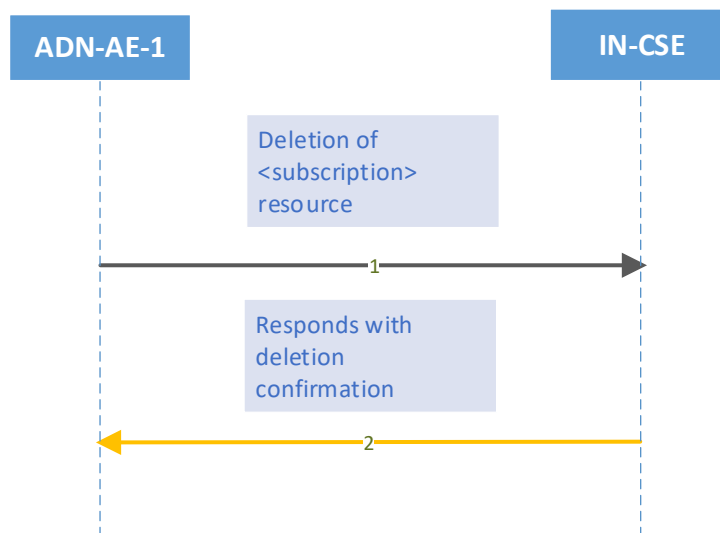 ADN-AE-1
IN-CSE
Deletion of
<subscription>
resource
1
Responds with
deletion
confirmation
2